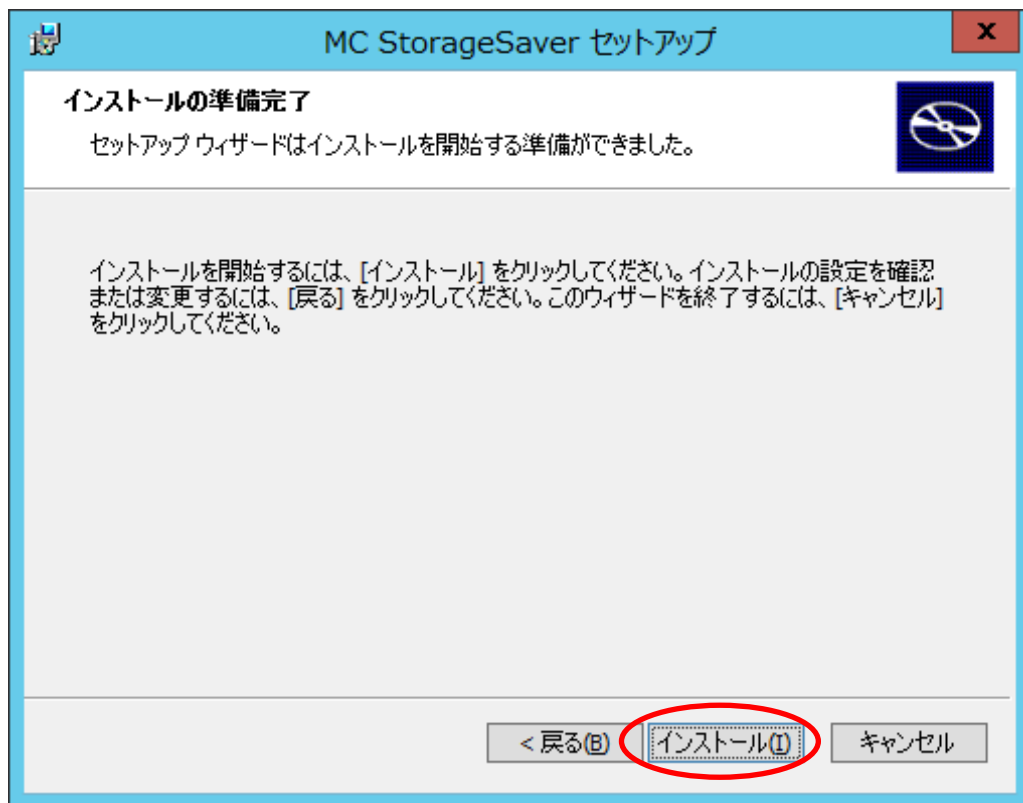 MC StorageSaver セットアップ
インストールの準備完了
セットアップ ウィザードはインストールを開始する準備ができました。
インストールを開始するには、[インストール] をクリックしてください。インストールの設定を確認
または変更するには、[戻る] をクリックしてください。このウィザードを終了するには、[キャンセル]
をクリックしてください。
< 戻る(B) インストール(I) キャンセル